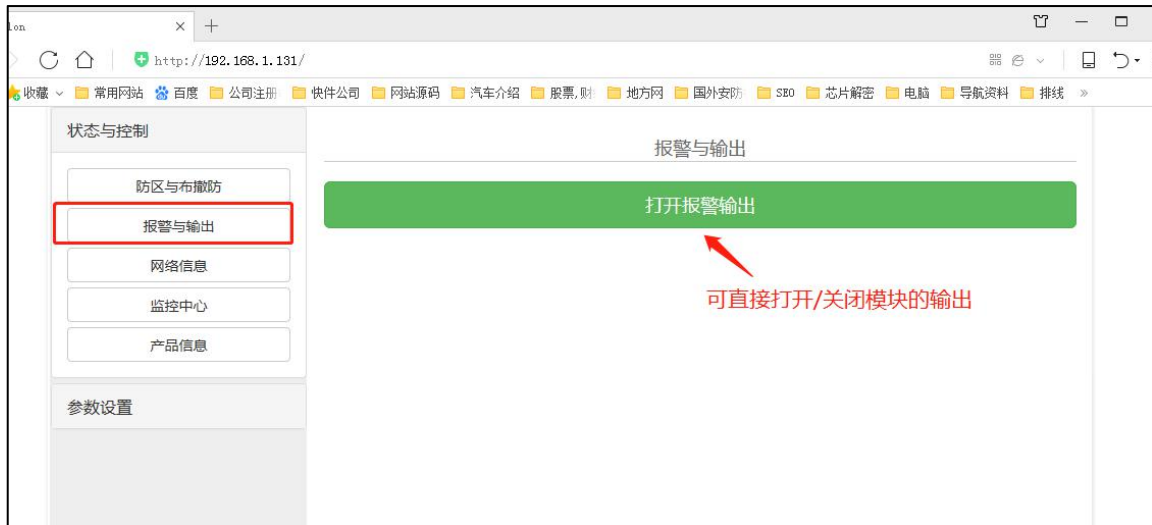 lon
http://192.168.1.131/
收藏 常用网站 百度 公司注册 快件公司 网站源码 汽车介绍 股票,财 地方网 国外安防 SEO 芯片解密 电脑 导航资料 排线 »
状态与控制
防区与布撤防
报警与输出
网络信息
监控中心
产品信息
参数设置
报警与输出
打开报警输出
可直接打开/关闭模块的输出